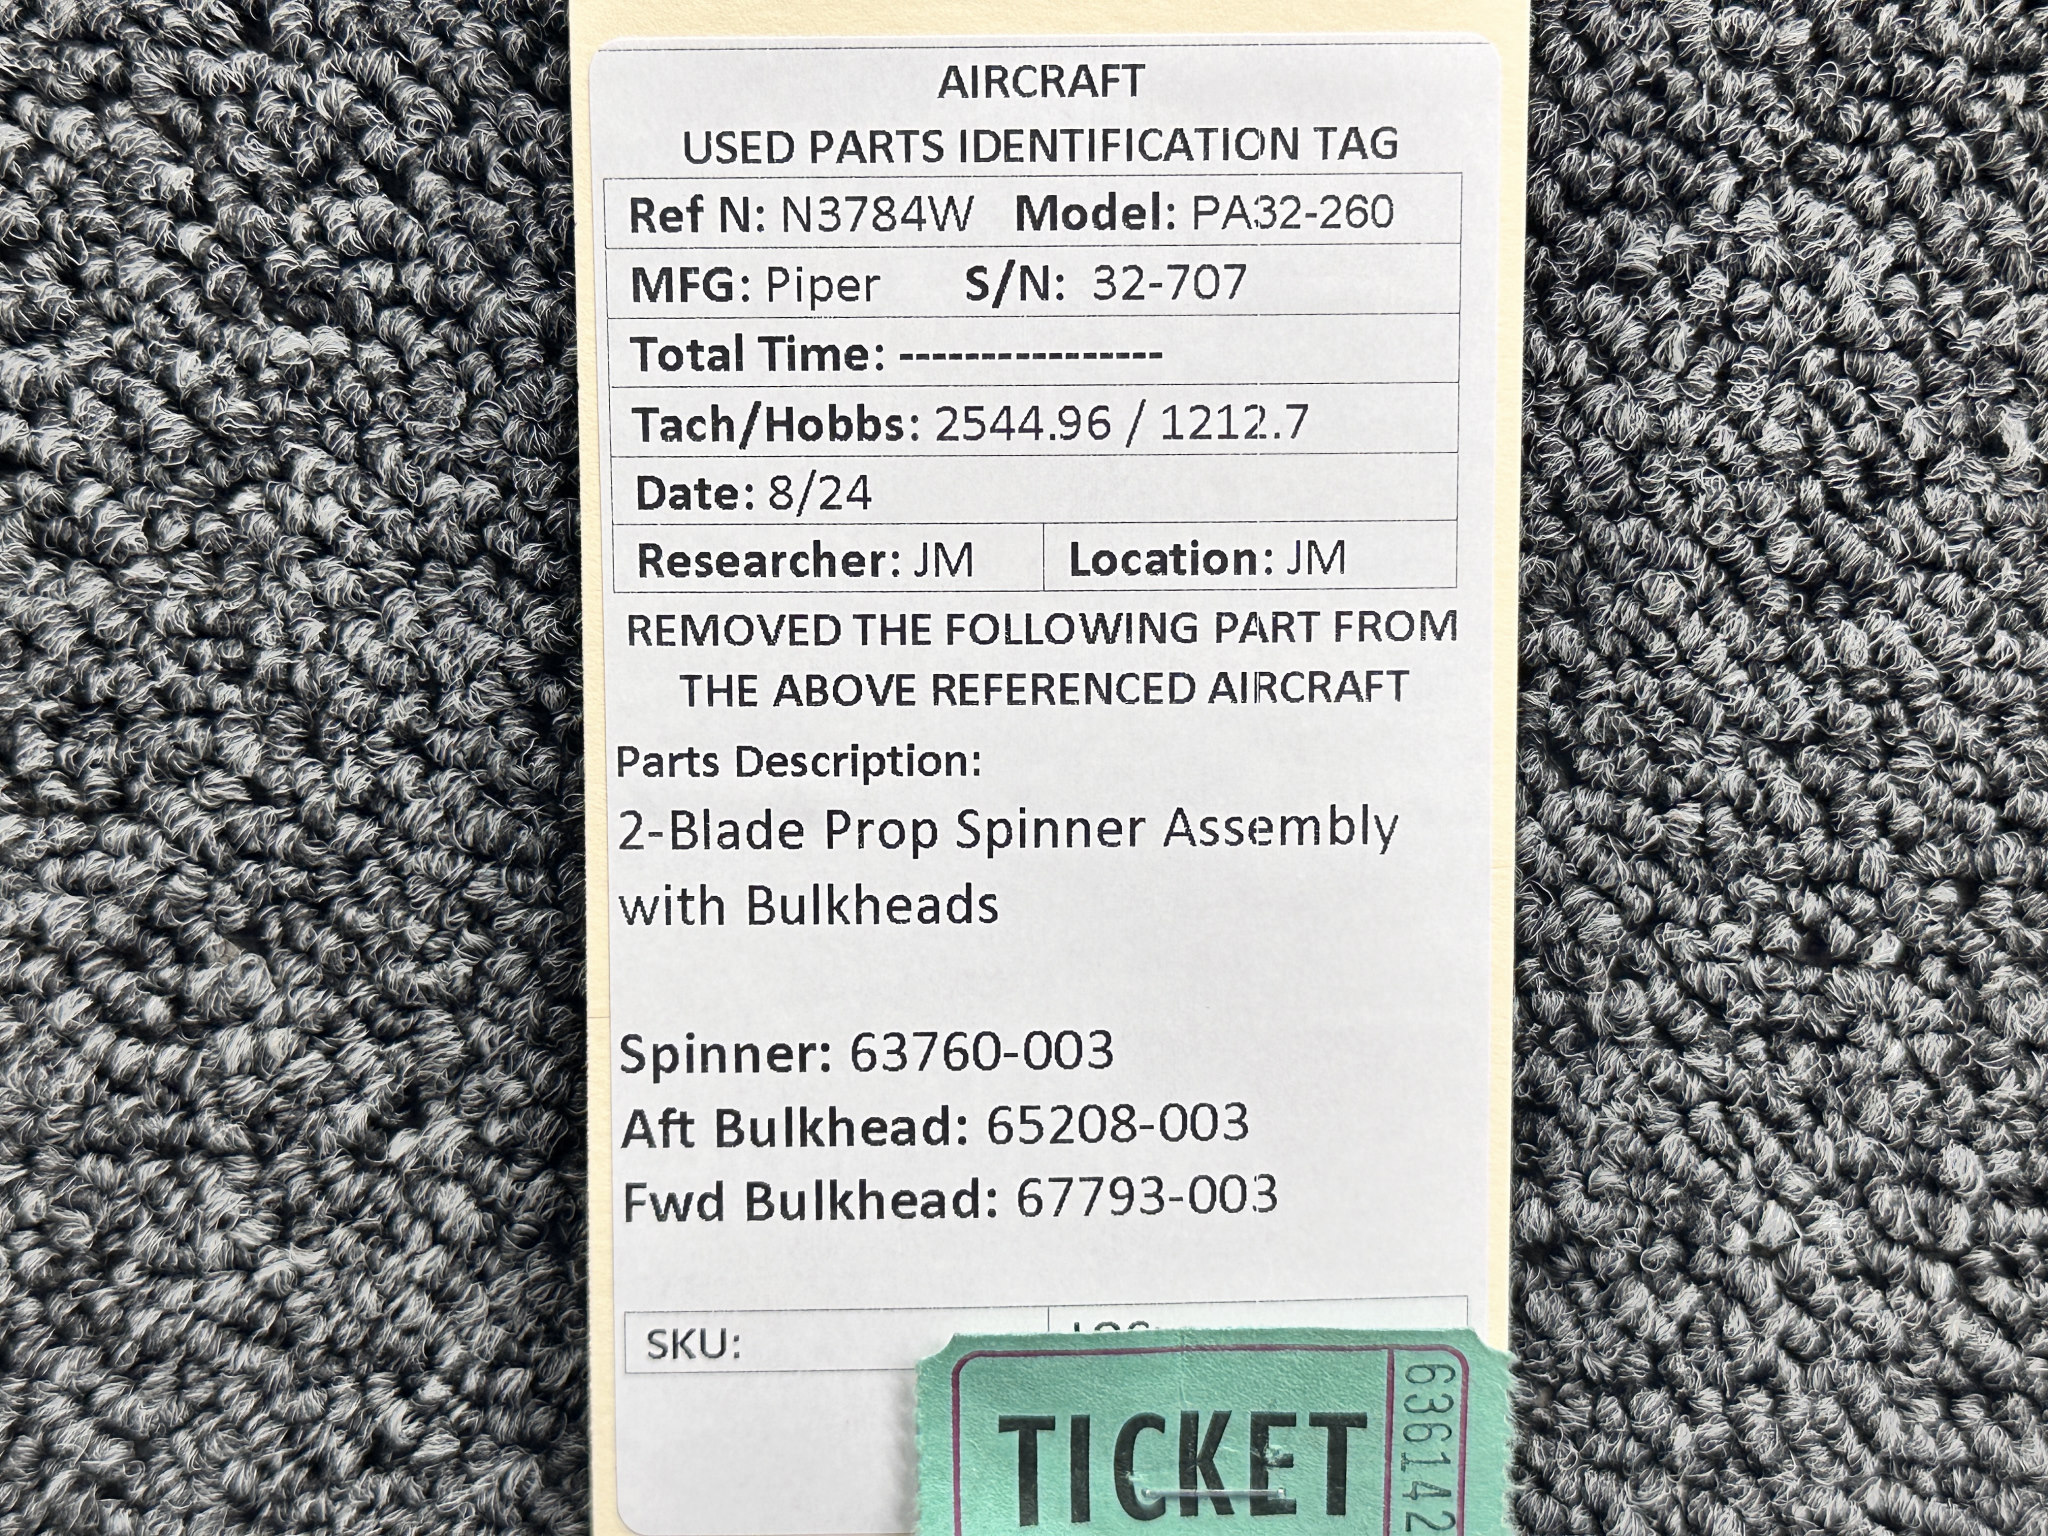 AIRCRAFT
USED PARTS IDENTIFICATION TAG
Ref N: N3784W Model: PA32-260
MFG: Piper S/N: 32-707
Total Time: ----------------
Tach/Hobbs: 2544.96 / 1212.7
Date: 8/24
Researcher: JM Location: JM
REMOVED THE FOLLOWING PART FROM
THE ABOVE REFERENCED AIRCRAFT
Parts Description:
2-Blade Prop Spinner Assembly
with Bulkheads
Spinner: 63760-003
Aft Bulkhead: 65208-003
Fwd Bulkhead: 67793-003
SKU:
TICKET
636142